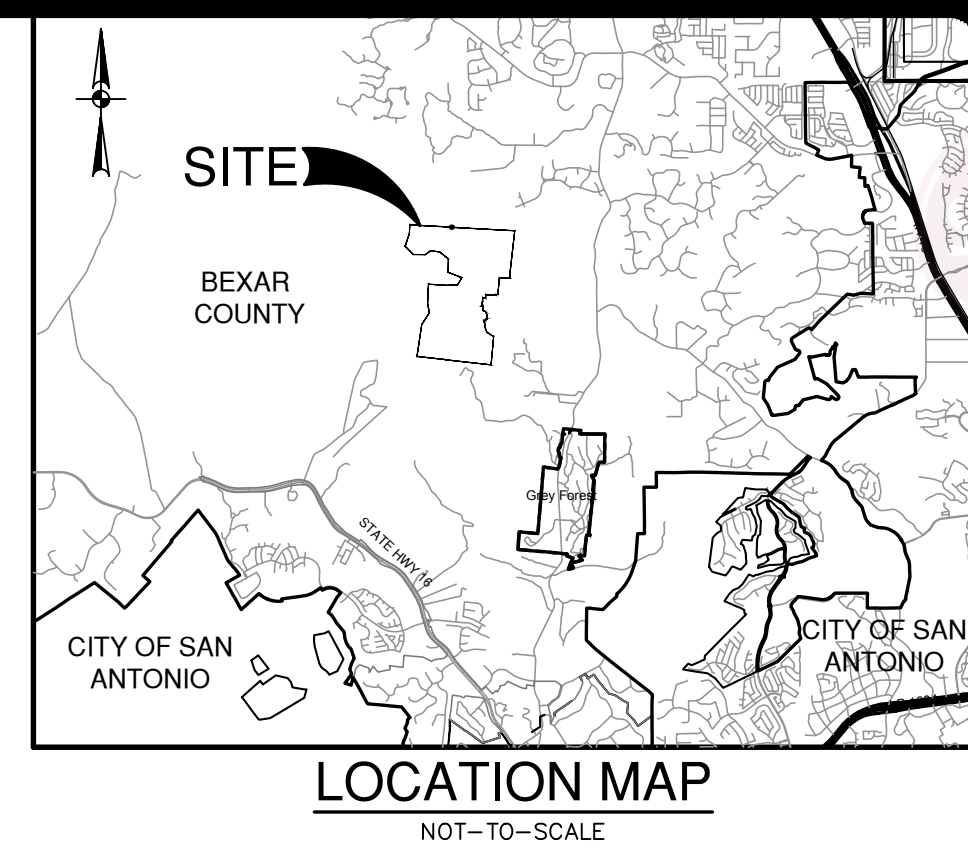 SITE
BEXAR
COUNTY
Grey Forest
STATE HWY 16
CITY OF SAN
ANTONIO
CITY OF SAN
ANTONIO
LOCATION MAP
NOT-TO-SCALE